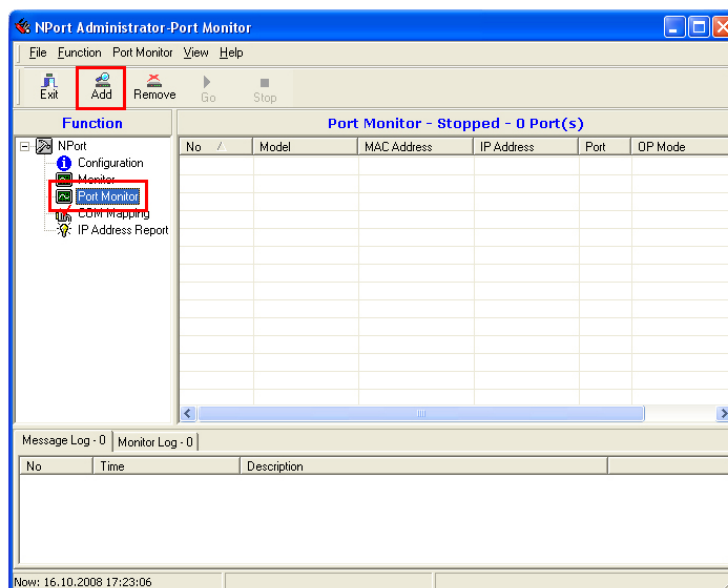 NPort Administrator-Port Monitor
File Function Port Monitor View Help
Exit Add Remove Go Stop
Function
Port Monitor - Stopped - 0 Port(s)
NPort
Configuration
Monitor
Port Monitor
COM Mapping
IP Address Report
No Model MAC Address IP Address Port OP Mode
Message Log - 0 Monitor Log - 0
No Time Description
Now: 16.10.2008 17:23:06